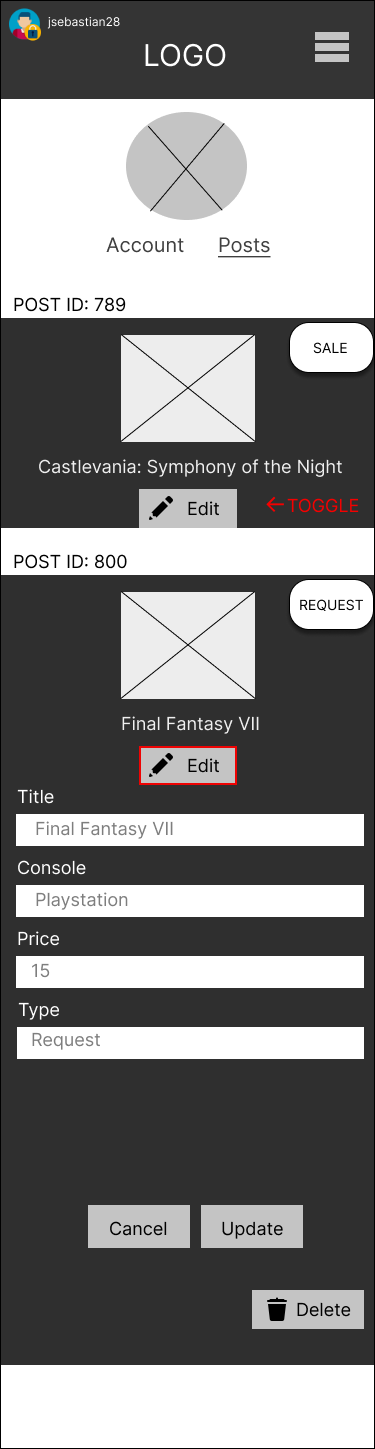 jsebastian28
LOGO
Account Posts
POST ID: 789
SALE
Castlevania: Symphony of the Night
Edit
TOGGLE
POST ID: 800
REQUEST
Final Fantasy VII
Edit
Title
Final Fantasy VII
Console
Playstation
Price
15
Type
Request
Cancel Update
Delete